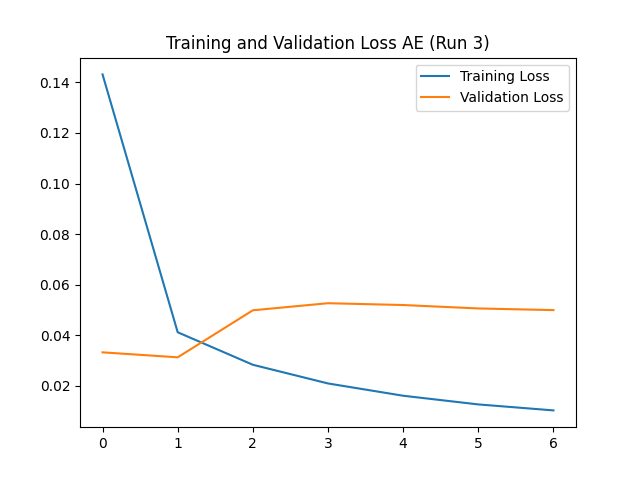 Training and Validation Loss AE (Run 3)
Training Loss
Validation Loss
0.14
0.12
0.10
0.08
0.06
0.04
0.02
0 1 2 3 4 5 6